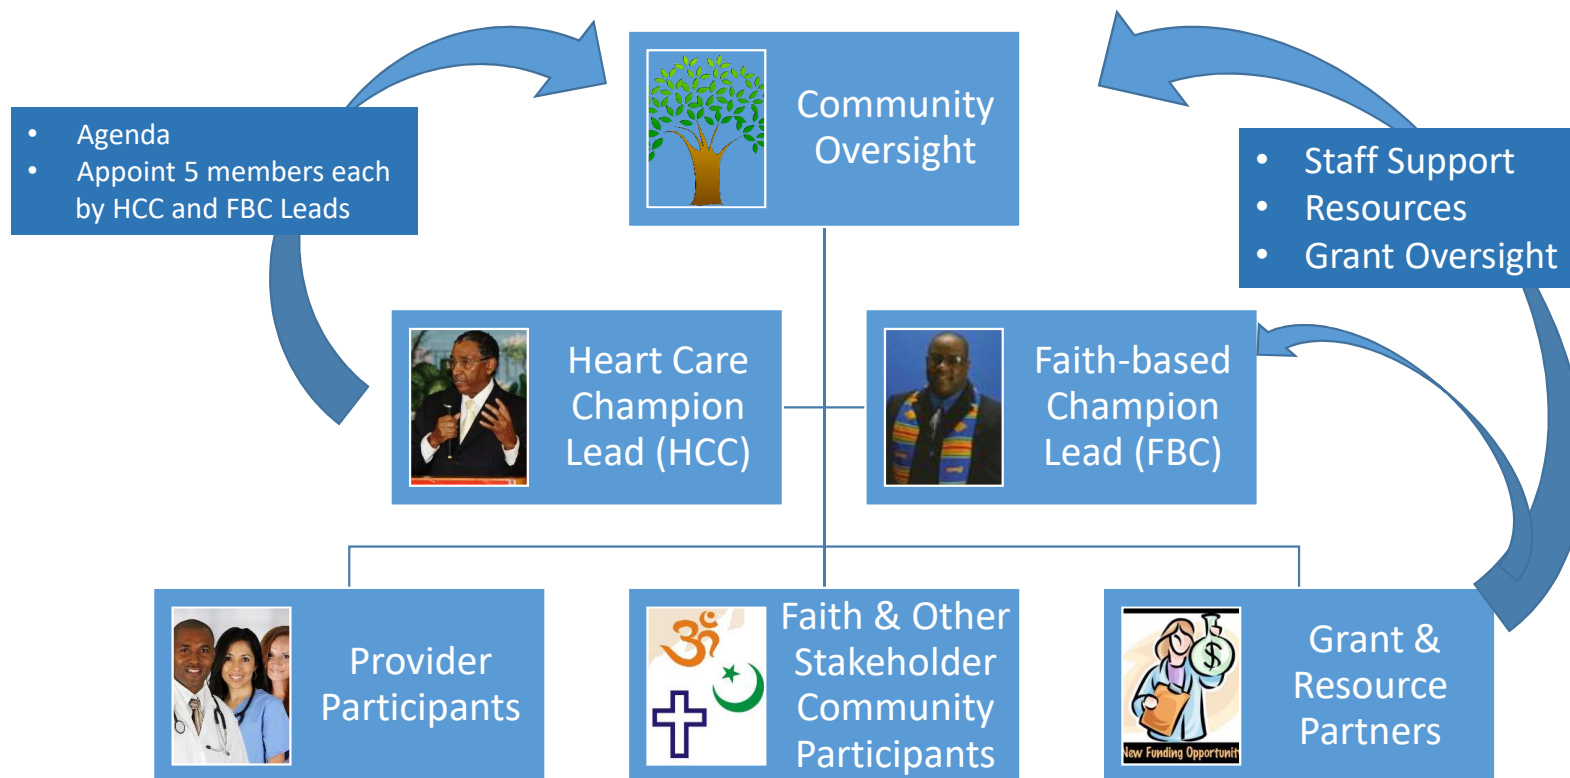 Community
Oversight
• Agenda
• Appoint 5 members each
by HCC and FBC Leads
• Staff Support
• Resources
• Grant Oversight
Heart Care
Champion
Lead (HCC)
Faith-based
Champion
Lead (FBC)
Provider
Participants
ॐ
Faith & Other
Stakeholder
Community
Participants
$
New Funding Opportunit
Grant &
Resource
Partners